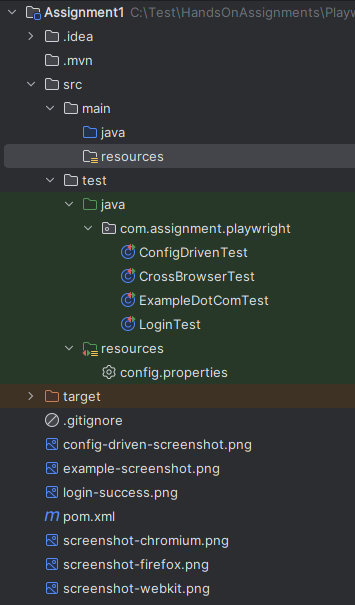 Assignment1 C:\Test\HandsOnAssignments\Playw
.idea
.mvn
src
main
java
resources
test
java
com.assignment.playwright
ConfigDrivenTest
CrossBrowserTest
ExampleDotComTest
LoginTest
resources
config.properties
target
.gitignore
config-driven-screenshot.png
example-screenshot.png
login-success.png
m pom.xml
screenshot-chromium.png
screenshot-firefox.png
screenshot-webkit.png